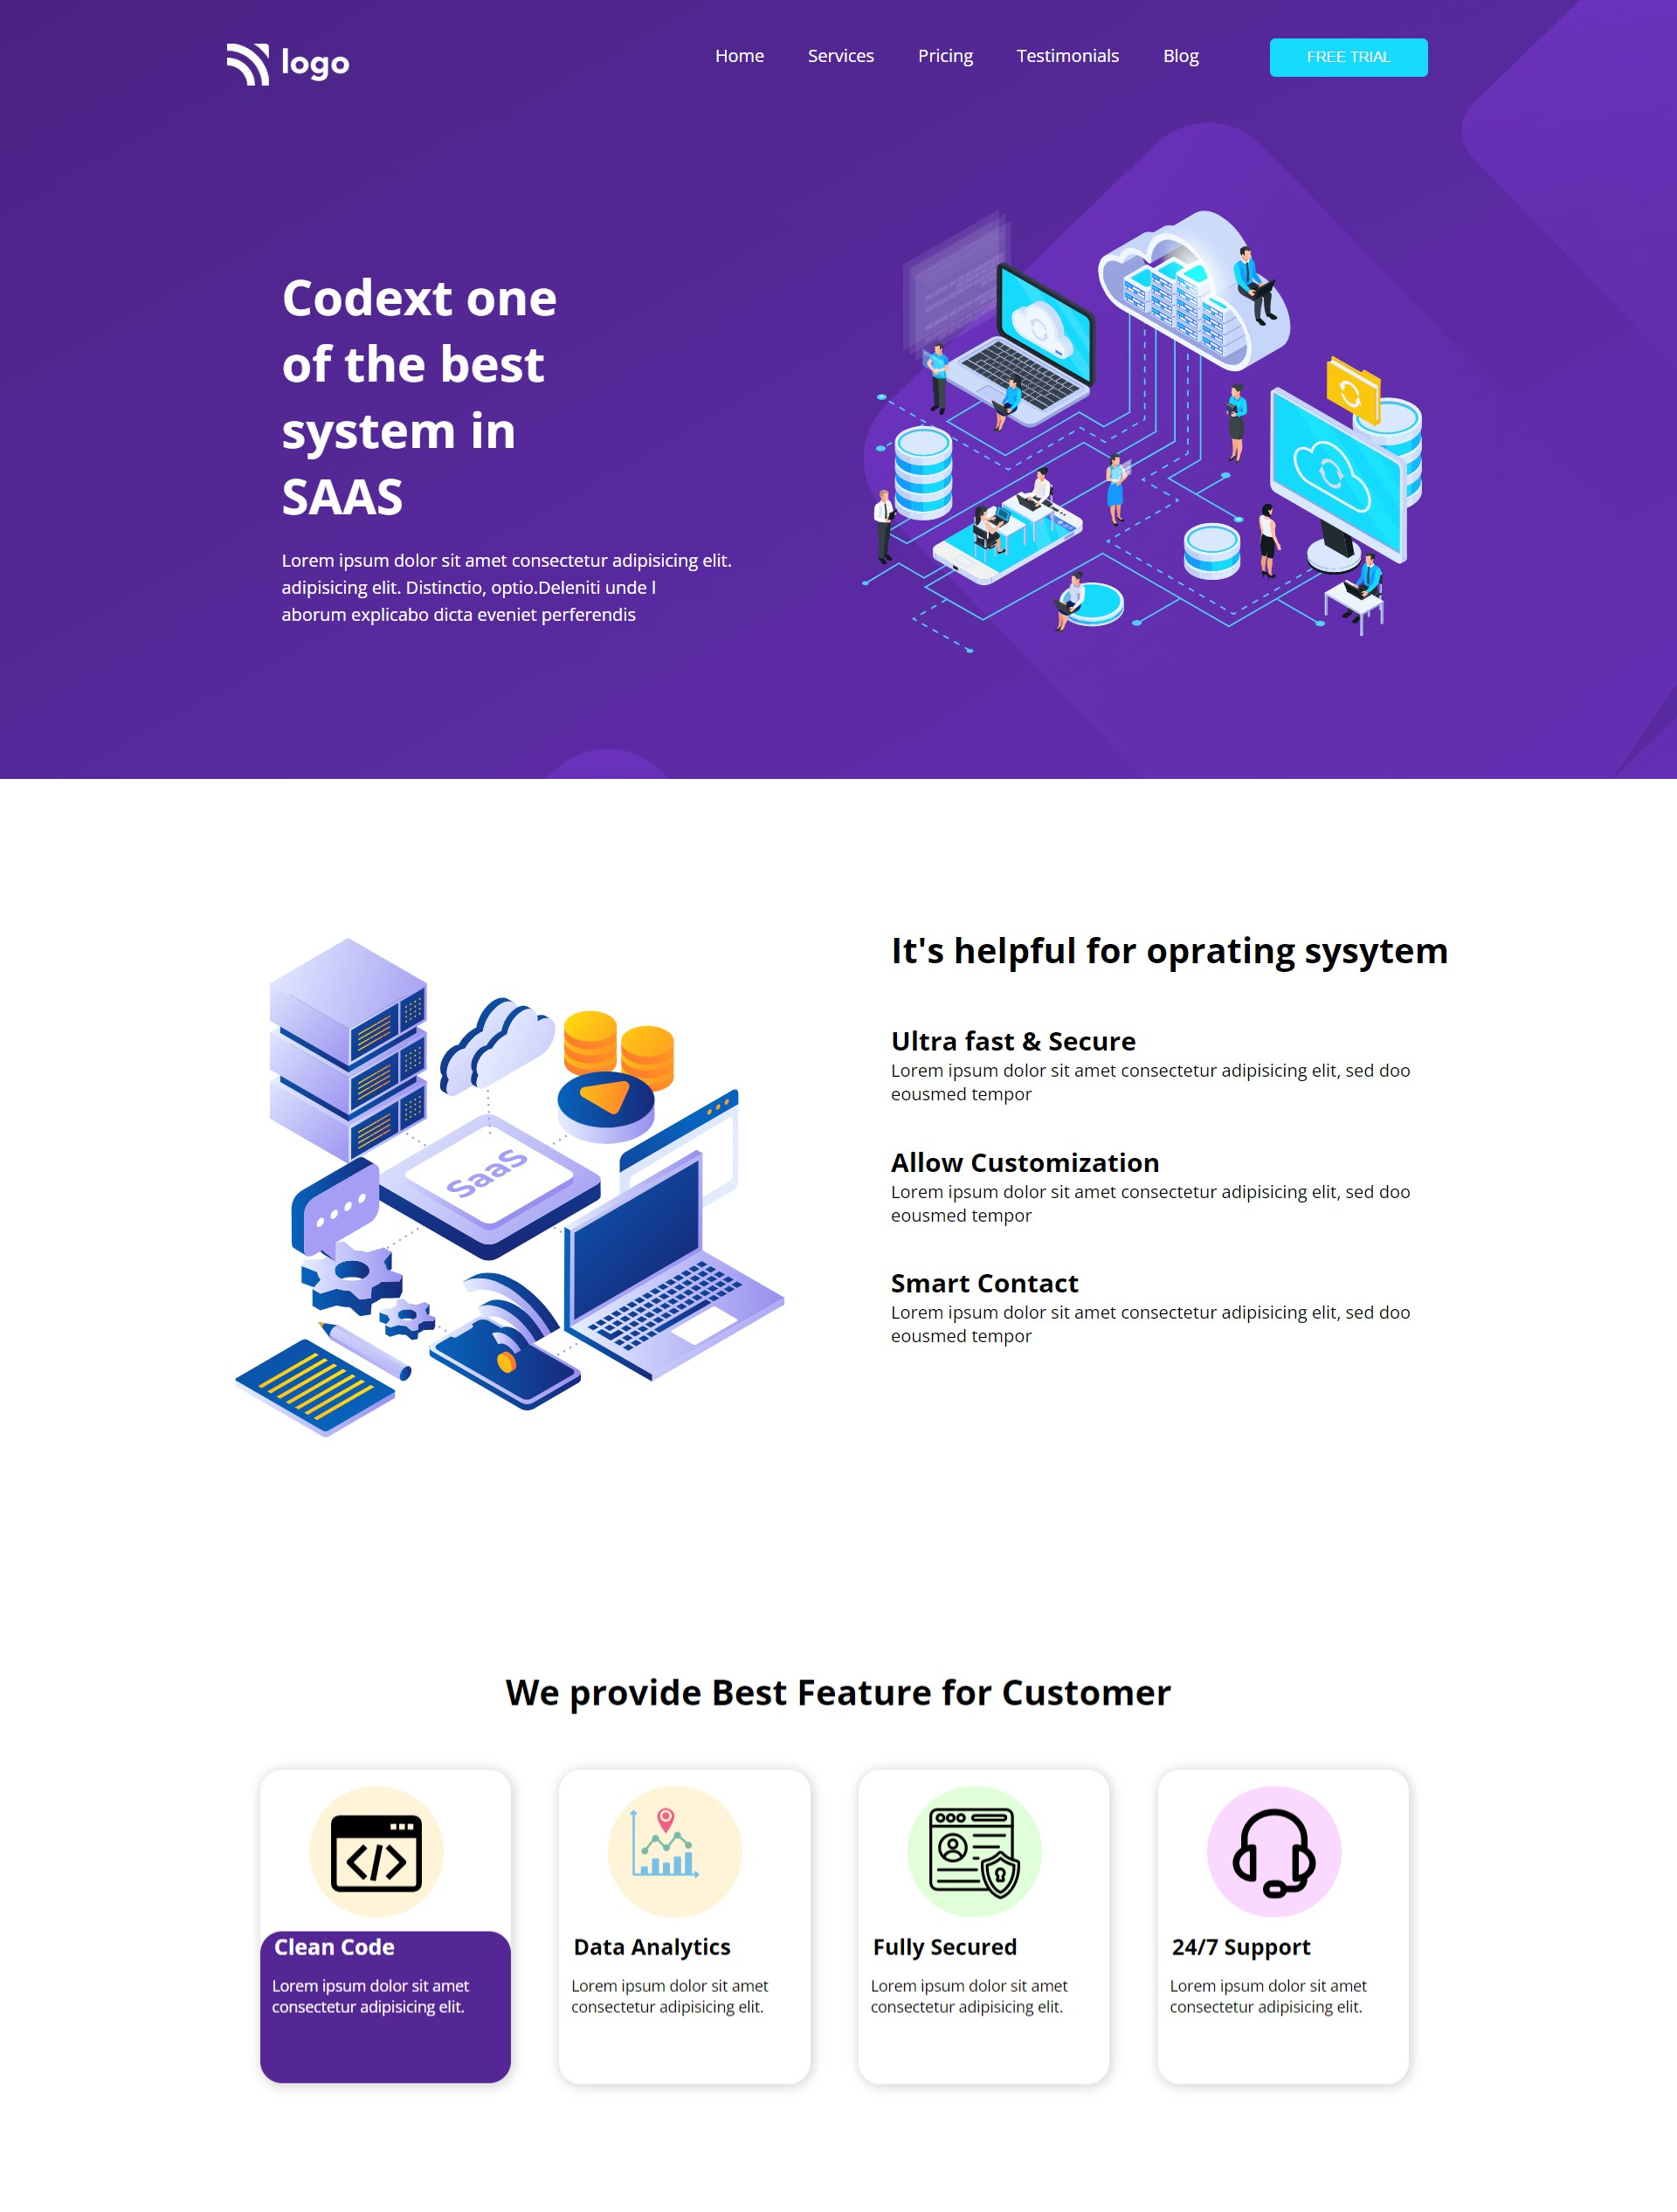 logo
Home Services Pricing Testimonials Blog FREE TRIAL
Codext one
of the best
system in
SAAS
Lorem ipsum dolor sit amet consectetur adipisicing elit.
adipisicing elit. Distinctio, optio.Deleniti unde l
aborum explicabo dicta eveniet perferendis
It's helpful for oprating sysytem
Ultra fast & Secure
Lorem ipsum dolor sit amet consectetur adipisicing elit, sed doo
eousmed tempor
Allow Customization
Lorem ipsum dolor sit amet consectetur adipisicing elit, sed doo
eousmed tempor
Smart Contact
Lorem ipsum dolor sit amet consectetur adipisicing elit, sed doo
eousmed tempor
SaaS
We provide Best Feature for Customer
Clean Code
Lorem ipsum dolor sit amet
consectetur adipisicing elit.
Data Analytics
Lorem ipsum dolor sit amet
consectetur adipisicing elit.
Fully Secured
Lorem ipsum dolor sit amet
consectetur adipisicing elit.
24/7 Support
Lorem ipsum dolor sit amet
consectetur adipisicing elit.